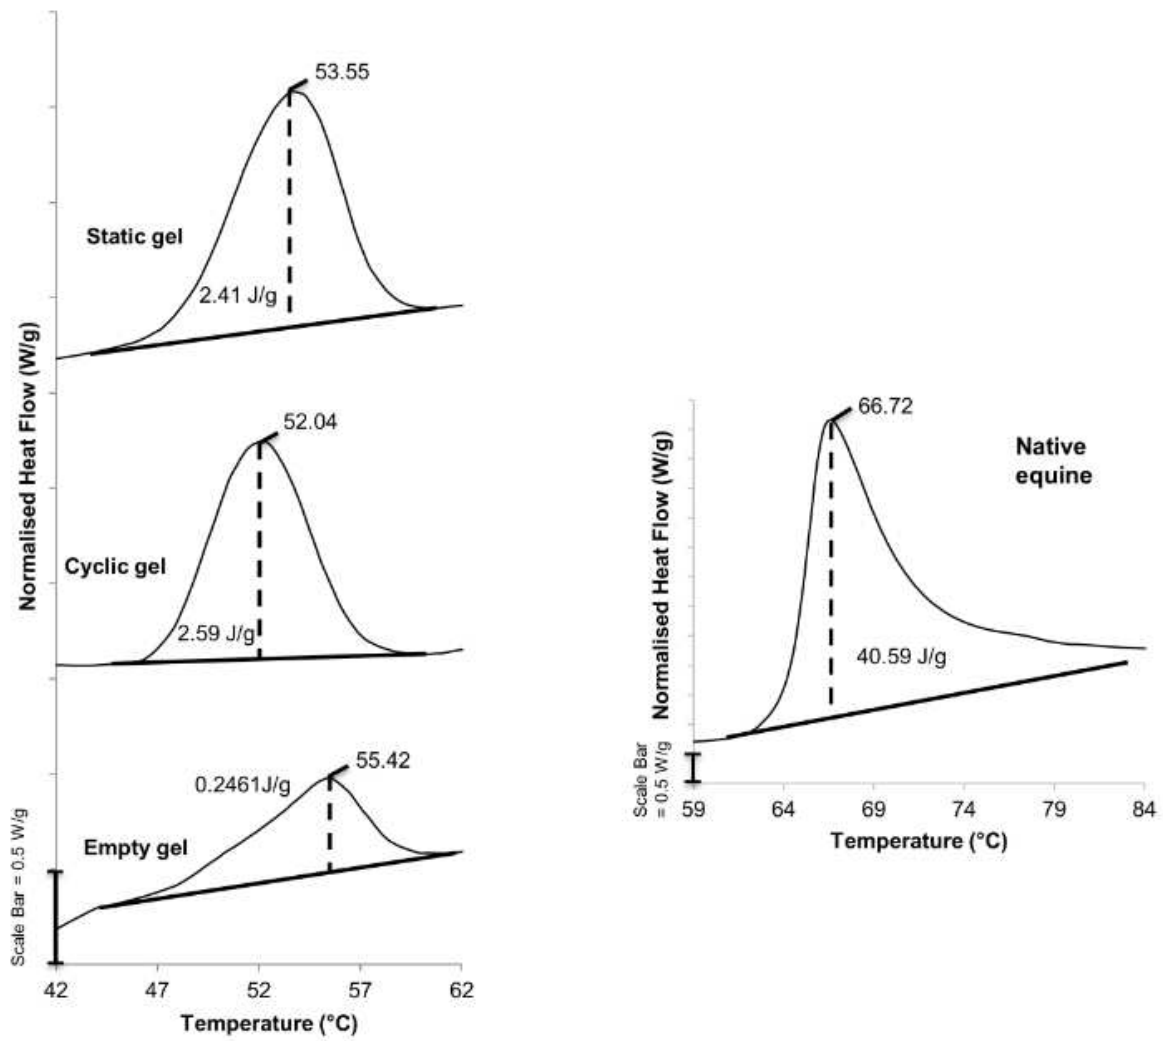 53.55
Static gel
2.41 J/g
Normalised Heat Flow (W/g)
52.04
Cyclic gel
2.59 J/g
55.42
0.2461J/g
Empty gel
Scale Bar = 0.5 W/g
42 47 52 57 62
Temperature (°C)
66.72
Native
equine
Normalised Heat Flow (W/g)
40.59 J/g
Scale Bar
= 0.5 W/g
59 64 69 74 79 84
Temperature (°C)